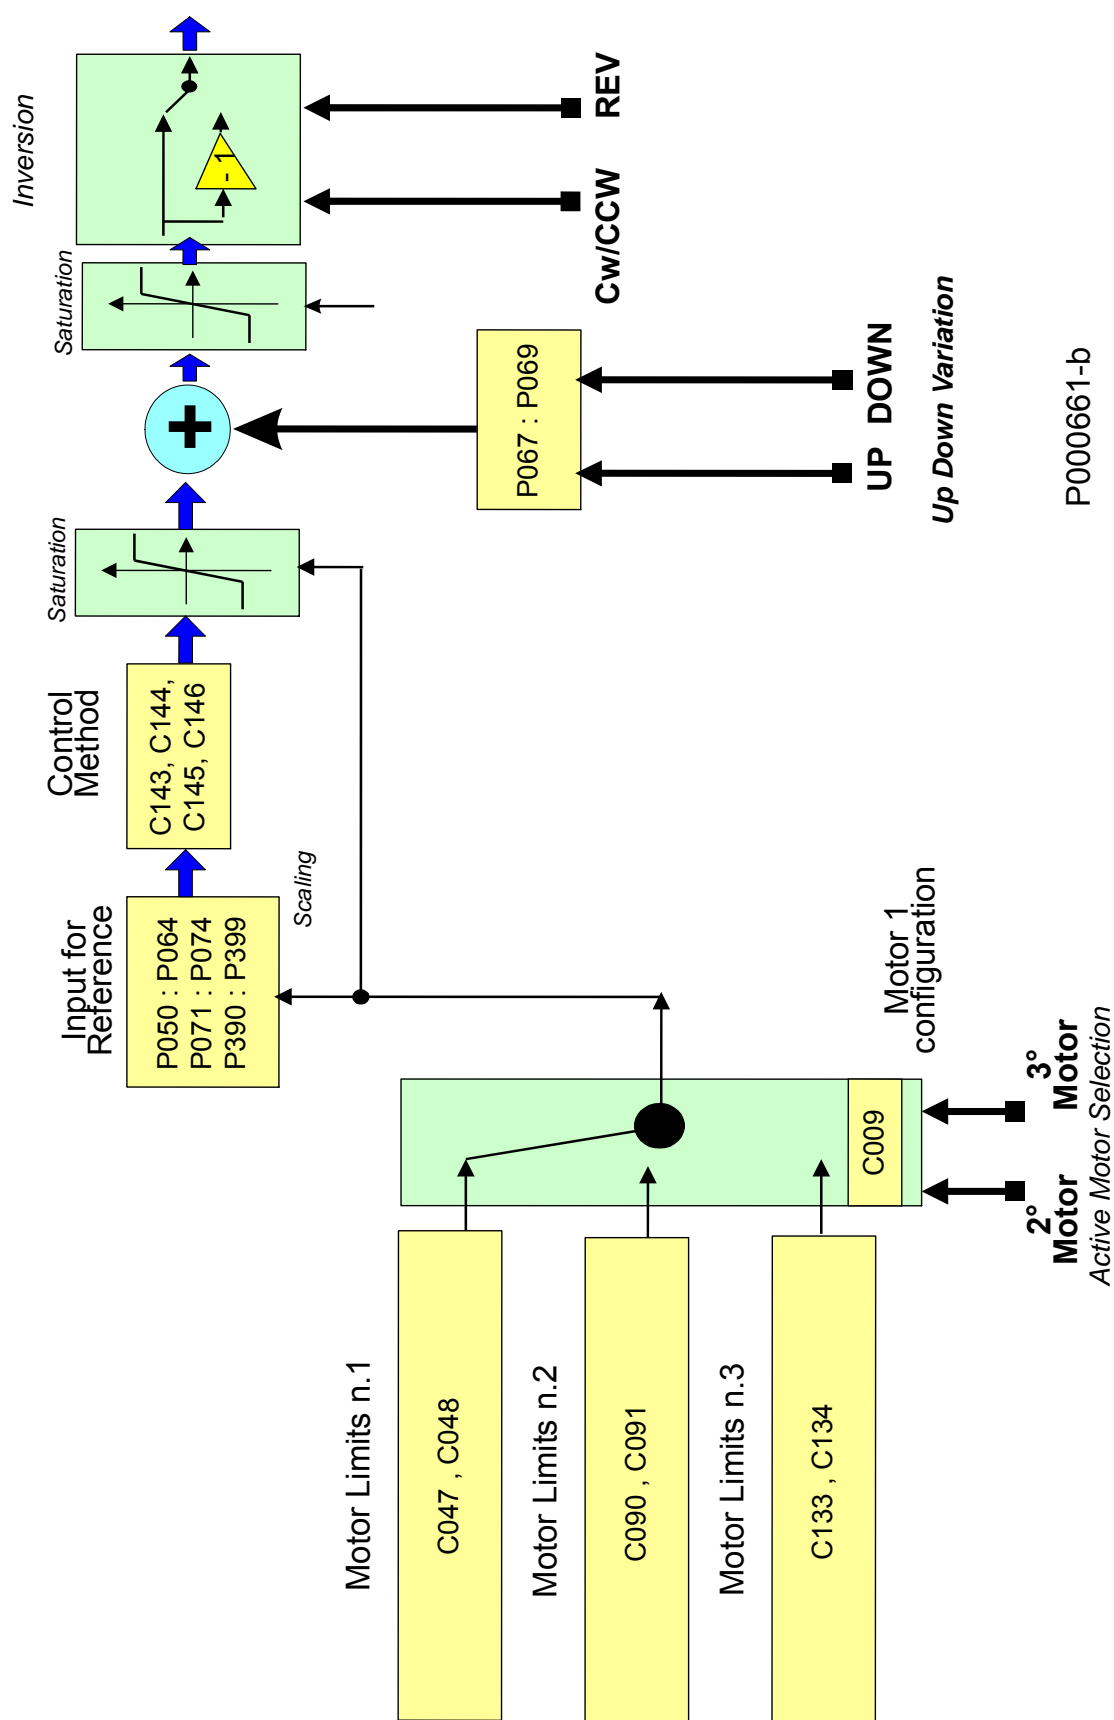 Motor Limits n.1
C047 , C048
Motor Limits n.2
C090 , C091
Motor Limits n.3
C133 , C134
C009
Motor 1
configuration
2°
Motor
3°
Motor
Active Motor Selection
Input for
Reference
P050 : P064
P071 : P074
P390 : P399
Scaling
Control
Method
C143, C144,
C145, C146
Saturation
+
P067 : P069
UP DOWN
Up Down Variation
Saturation
Inversion
- 1
Cw/CCW
REV
P000661-b